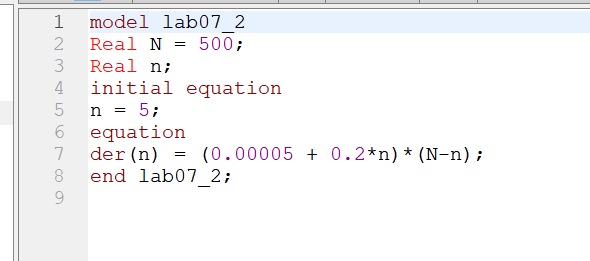 1 model lab07_2
2 Real N = 500;
3 Real n;
4 initial equation
5 n = 5;
6 equation
7 der(n) = (0.00005 + 0.2*n)*(N-n);
8 end lab07_2;
9